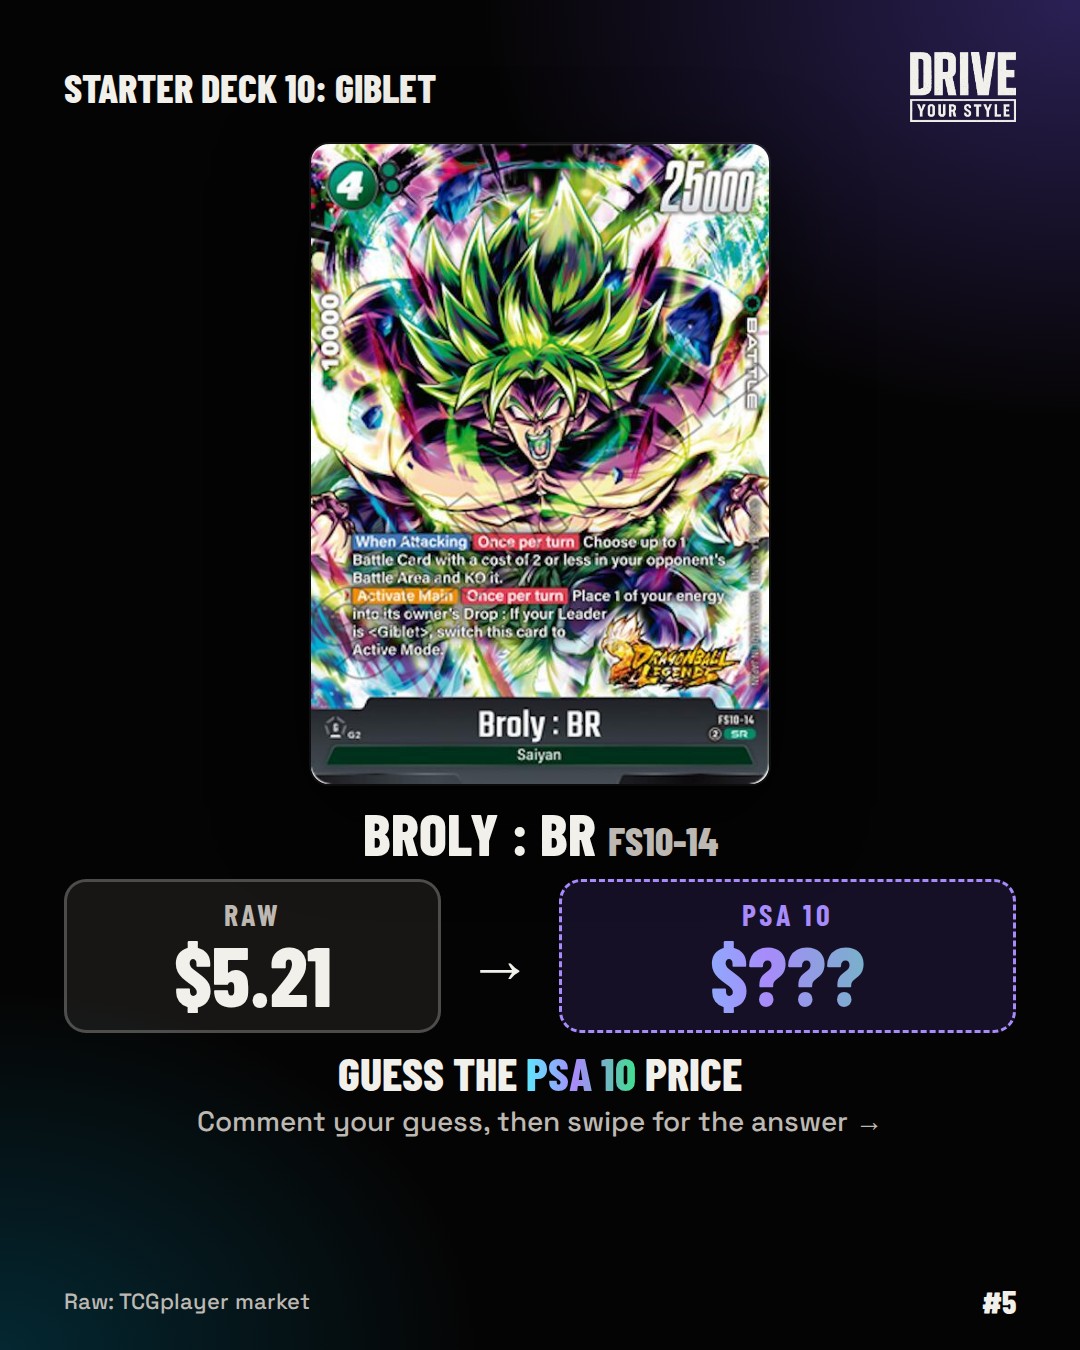 STARTER DECK 10: GIBLET
DRIVE
YOUR STYLE
4
25000
10000
BATTLE
When Attacking Once per turn Choose up to 1
Battle Card with a cost of 2 or less in your opponent's
Battle Area and KO it.
Activate Main Once per turn Place 1 of your energy
into its owner's Drop : If your Leader
is <Giblet>, switch this card to
Active Mode.
DRAGONBALL
LEGENDS
G2
Broly : BR
FS10-14
2 SR
Saiyan
BROLY : BR FS10-14
RAW
$5.21
→
PSA 10
$???
GUESS THE PSA 10 PRICE
Comment your guess, then swipe for the answer →
Raw: TCGplayer market
#5